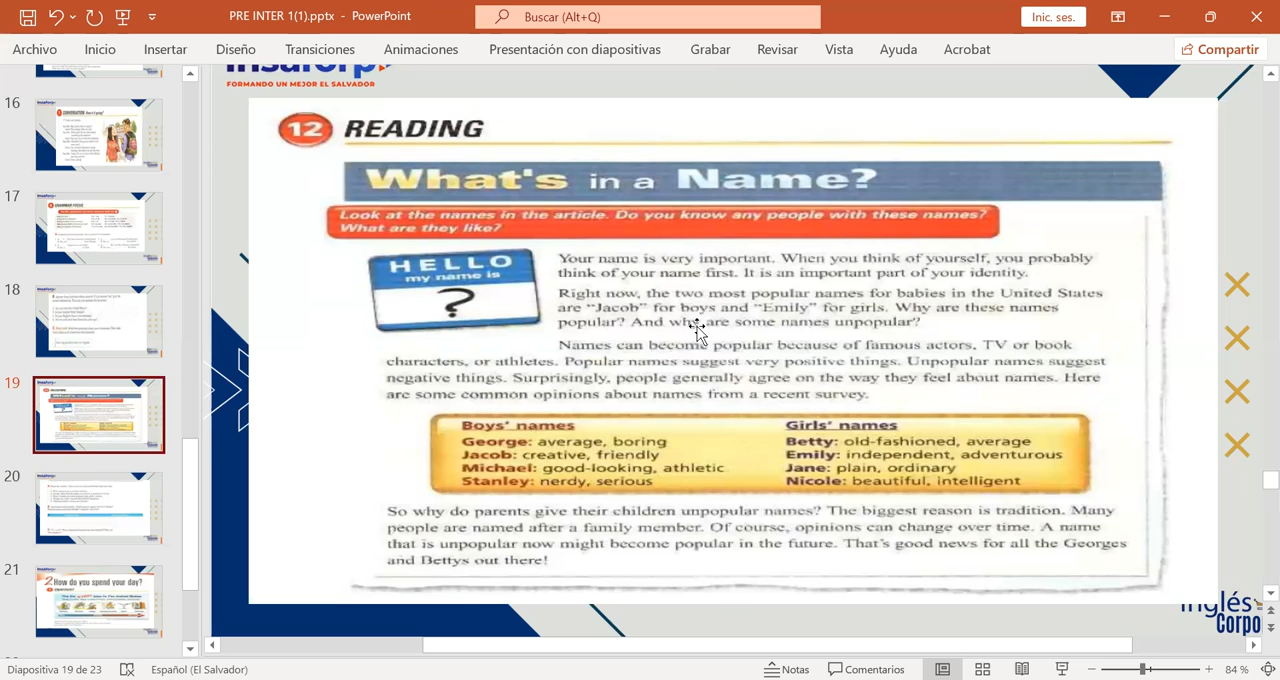 PRE INTER 1(1).pptx - PowerPoint
Buscar (Alt+Q)
Inic. ses.
Archivo Inicio Insertar Diseño Transiciones Animaciones Presentación con diapositivas Grabar Revisar Vista Ayuda Acrobat Compartir
FORMANDO UN MEJOR EL SALVADOR
16
17
18
19
20
21
How do you spend your day?
12 READING
What's in a Name?
Look at the names in the article. Do you know any people with these names?
What are they like?
HELLO
my name is
?
Your name is very important. When you think of yourself, you probably
think of your name first. It is an important part of your identity.
Right now, the two most popular names for babies in the United States
are "Jacob" for boys and "Emily" for girls. Why are these names
popular? And why are some names unpopular?
Names can become popular because of famous actors, TV or book
characters, or athletes. Popular names suggest very positive things. Unpopular names suggest
negative things. Surprisingly, people generally agree on the way they feel about names. Here
are some common opinions about names from a recent survey.
Boys' names
George: average, boring
Jacob: creative, friendly
Michael: good-looking, athletic
Stanley: nerdy, serious
Girls' names
Betty: old-fashioned, average
Emily: independent, adventurous
Jane: plain, ordinary
Nicole: beautiful, intelligent
So why do parents give their children unpopular names? The biggest reason is tradition. Many
people are named after a family member. Of course, opinions can change over time. A name
that is unpopular now might become popular in the future. That's good news for all the Georges
and Bettys out there!
Inglés
Corpo
Diapositiva 19 de 23 Español (El Salvador) Notas Comentarios 84 %